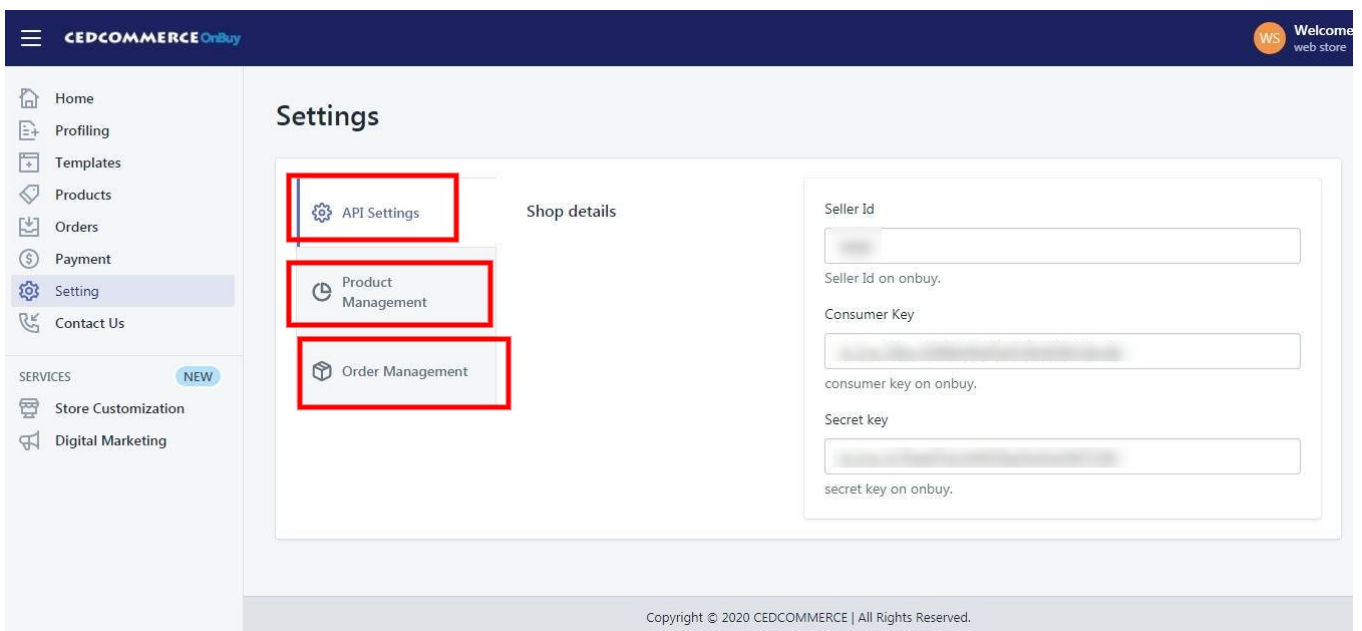 CEDCOMMERCE OnBuy
WS
Welcome
web store
Home
Profiling
Templates
Products
Orders
Payment
Setting
Contact Us
SERVICES NEW
Store Customization
Digital Marketing
Settings
API Settings
Product
Management
Order Management
Shop details
Seller Id
Seller Id on onbuy.
Consumer Key
consumer key on onbuy.
Secret key
secret key on onbuy.
Copyright © 2020 CEDCOMMERCE | All Rights Reserved.